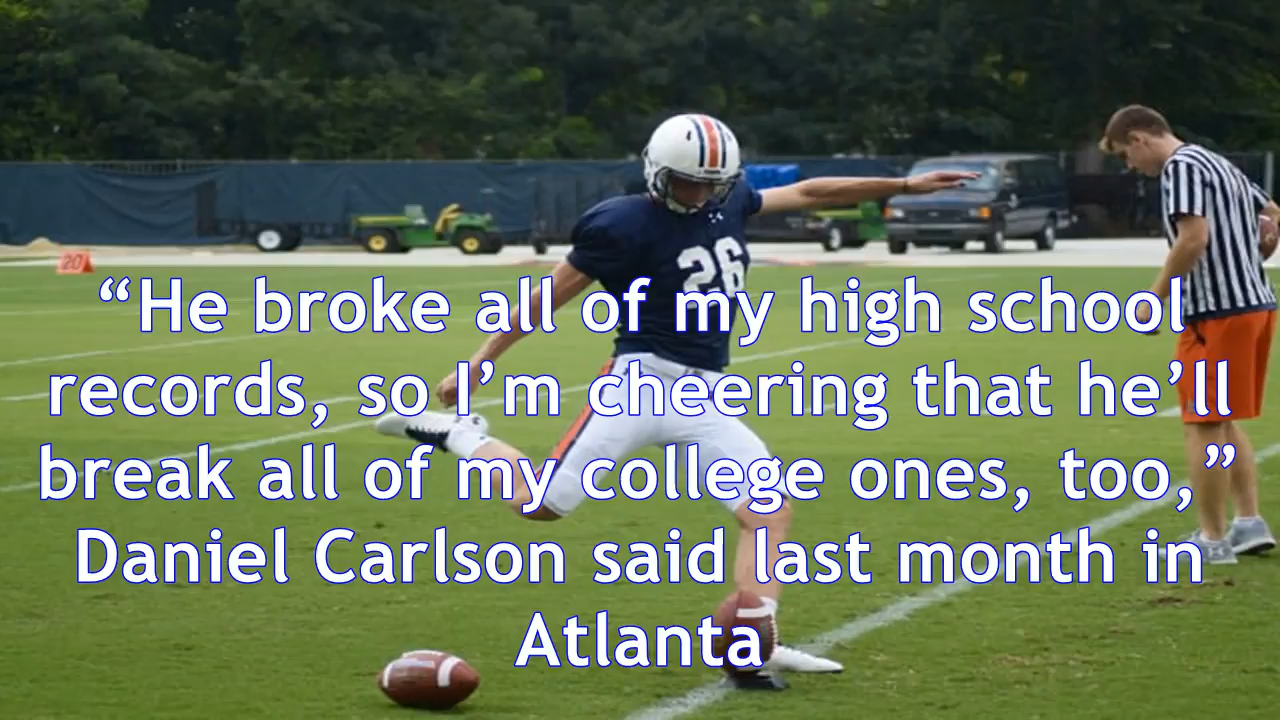 20
26
“He broke all of my high school
records, so I’m cheering that he’ll
break all of my college ones, too,”
Daniel Carlson said last month in
Atlanta